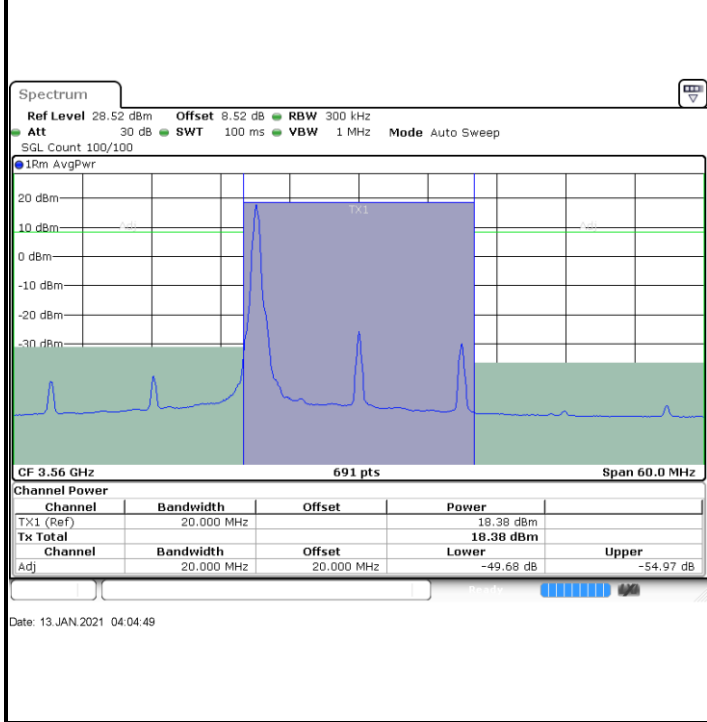 Spectrum
Ref Level 28.52 dBm Offset 8.52 dB RBW 300 kHz
Att 30 dB SWT 100 ms VBW 1 MHz Mode Auto Sweep
SGL Count 100/100
1Rm AvgPwr
20 dBm
TX1
10 dBm
Adj
Adj
0 dBm
-10 dBm
-20 dBm
-30 dBm
CF 3.56 GHz 691 pts Span 60.0 MHz
Channel Power
Channel Bandwidth Offset Power
TX1 (Ref) 20.000 MHz 18.38 dBm
Tx Total 18.38 dBm
Channel Bandwidth Offset Lower Upper
Adj 20.000 MHz 20.000 MHz -49.68 dB -54.97 dB
Ready
Date: 13.JAN.2021 04:04:49